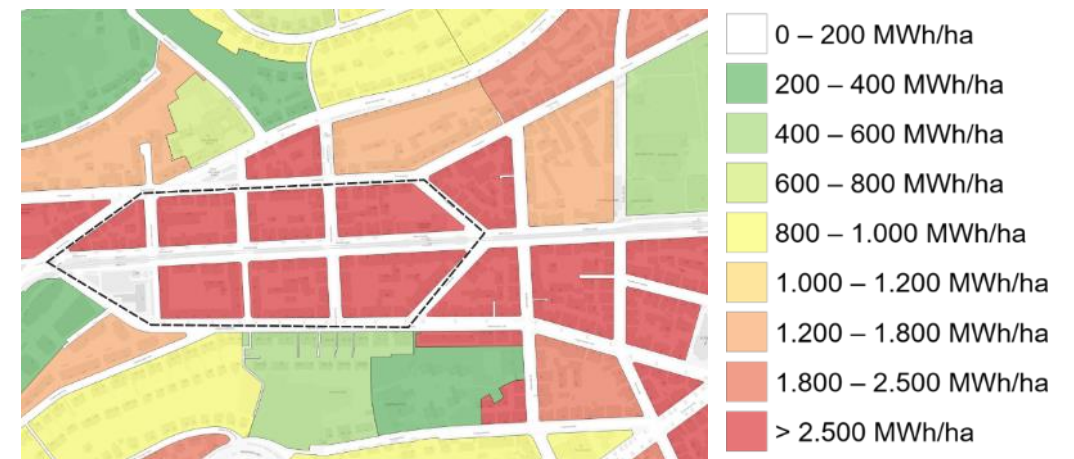 0 – 200 MWh/ha
200 – 400 MWh/ha
400 – 600 MWh/ha
600 – 800 MWh/ha
800 – 1.000 MWh/ha
1.000 – 1.200 MWh/ha
1.200 – 1.800 MWh/ha
1.800 – 2.500 MWh/ha
> 2.500 MWh/ha